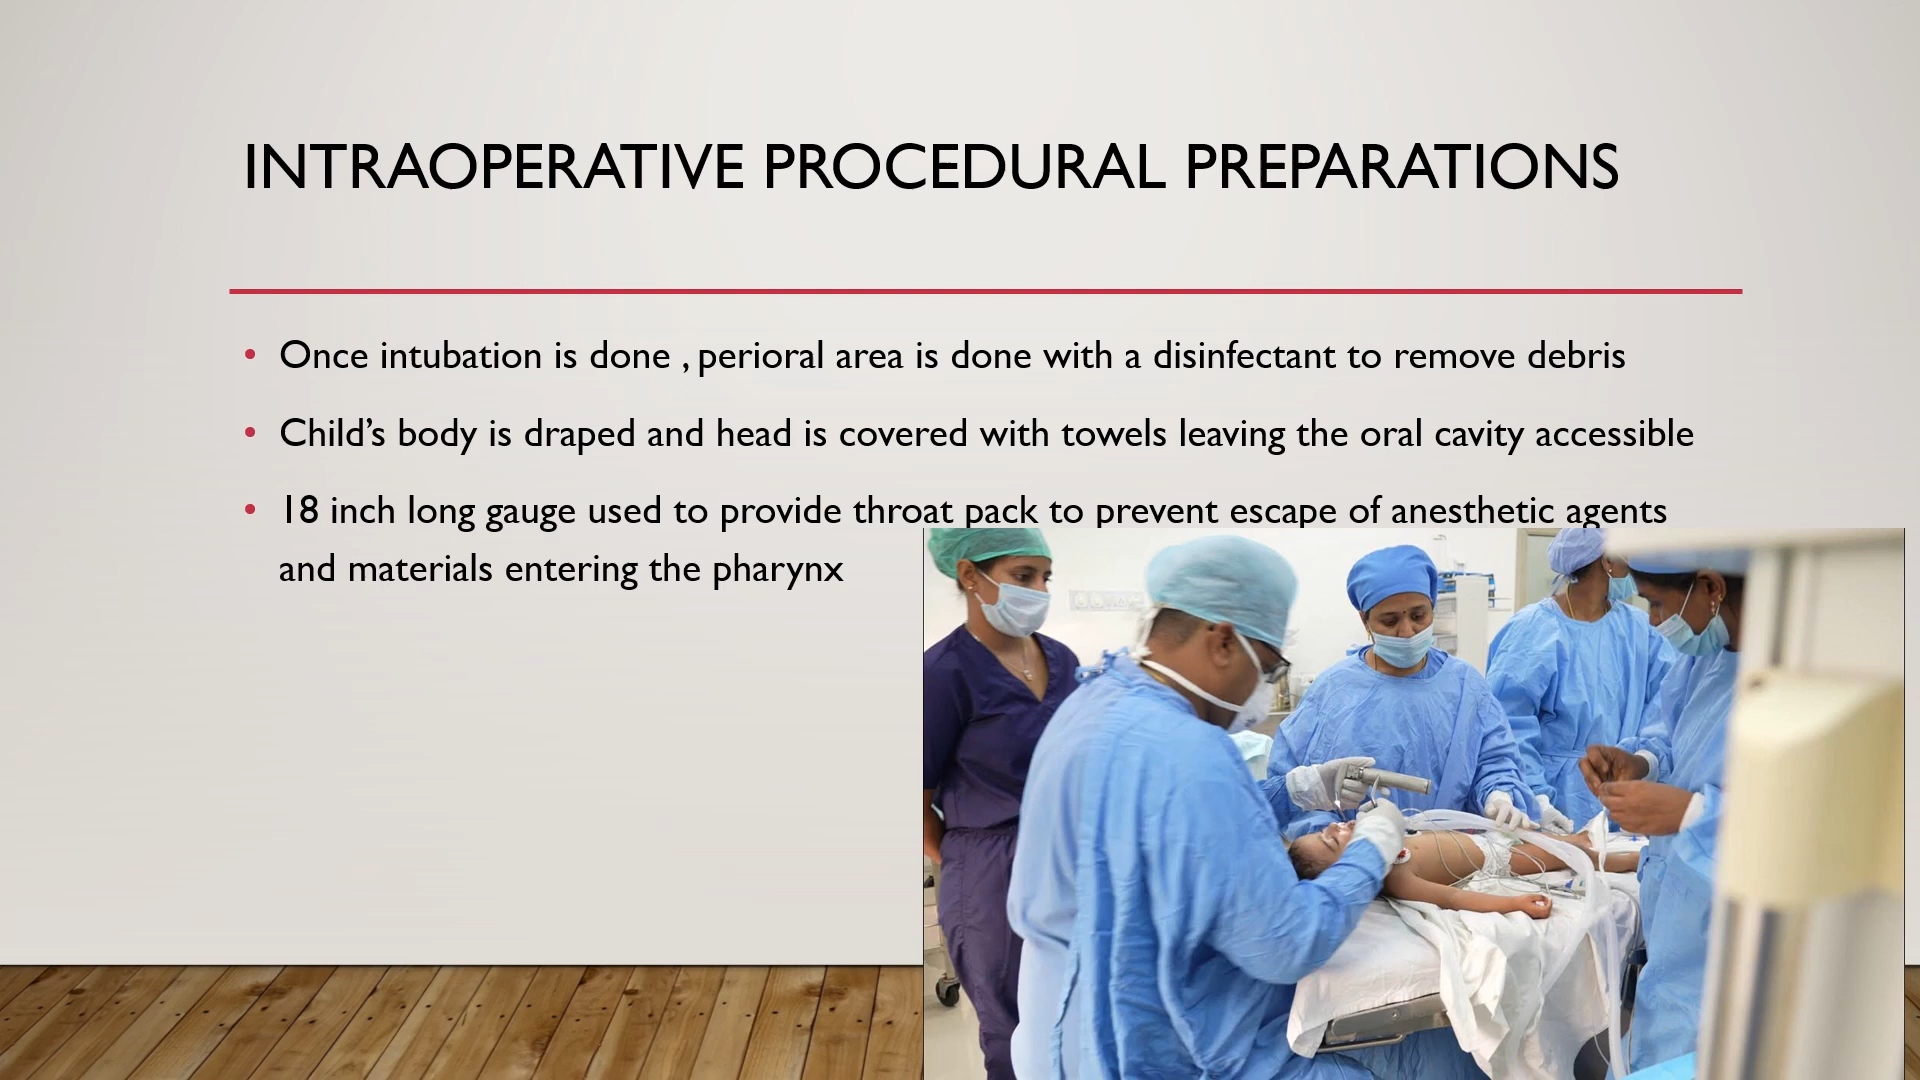 INTRAOPERATIVE PROCEDURAL PREPARATIONS
• Once intubation is done , perioral area is done with a disinfectant to remove debris
• Child’s body is draped and head is covered with towels leaving the oral cavity accessible
• 18 inch long gauge used to provide throat pack to prevent escape of anesthetic agents
and materials entering the pharynx